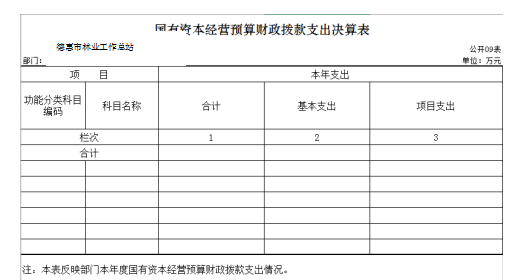 国有资本经营预算财政拨款支出决算表
德惠市林业工作总站
公开09表
部门：
单位：万元
项 目 本年支出
功能分类科目编码 科目名称 合计 基本支出 项目支出
栏次 1 2 3
合计
注：本表反映部门本年度国有资本经营预算财政拨款支出情况。